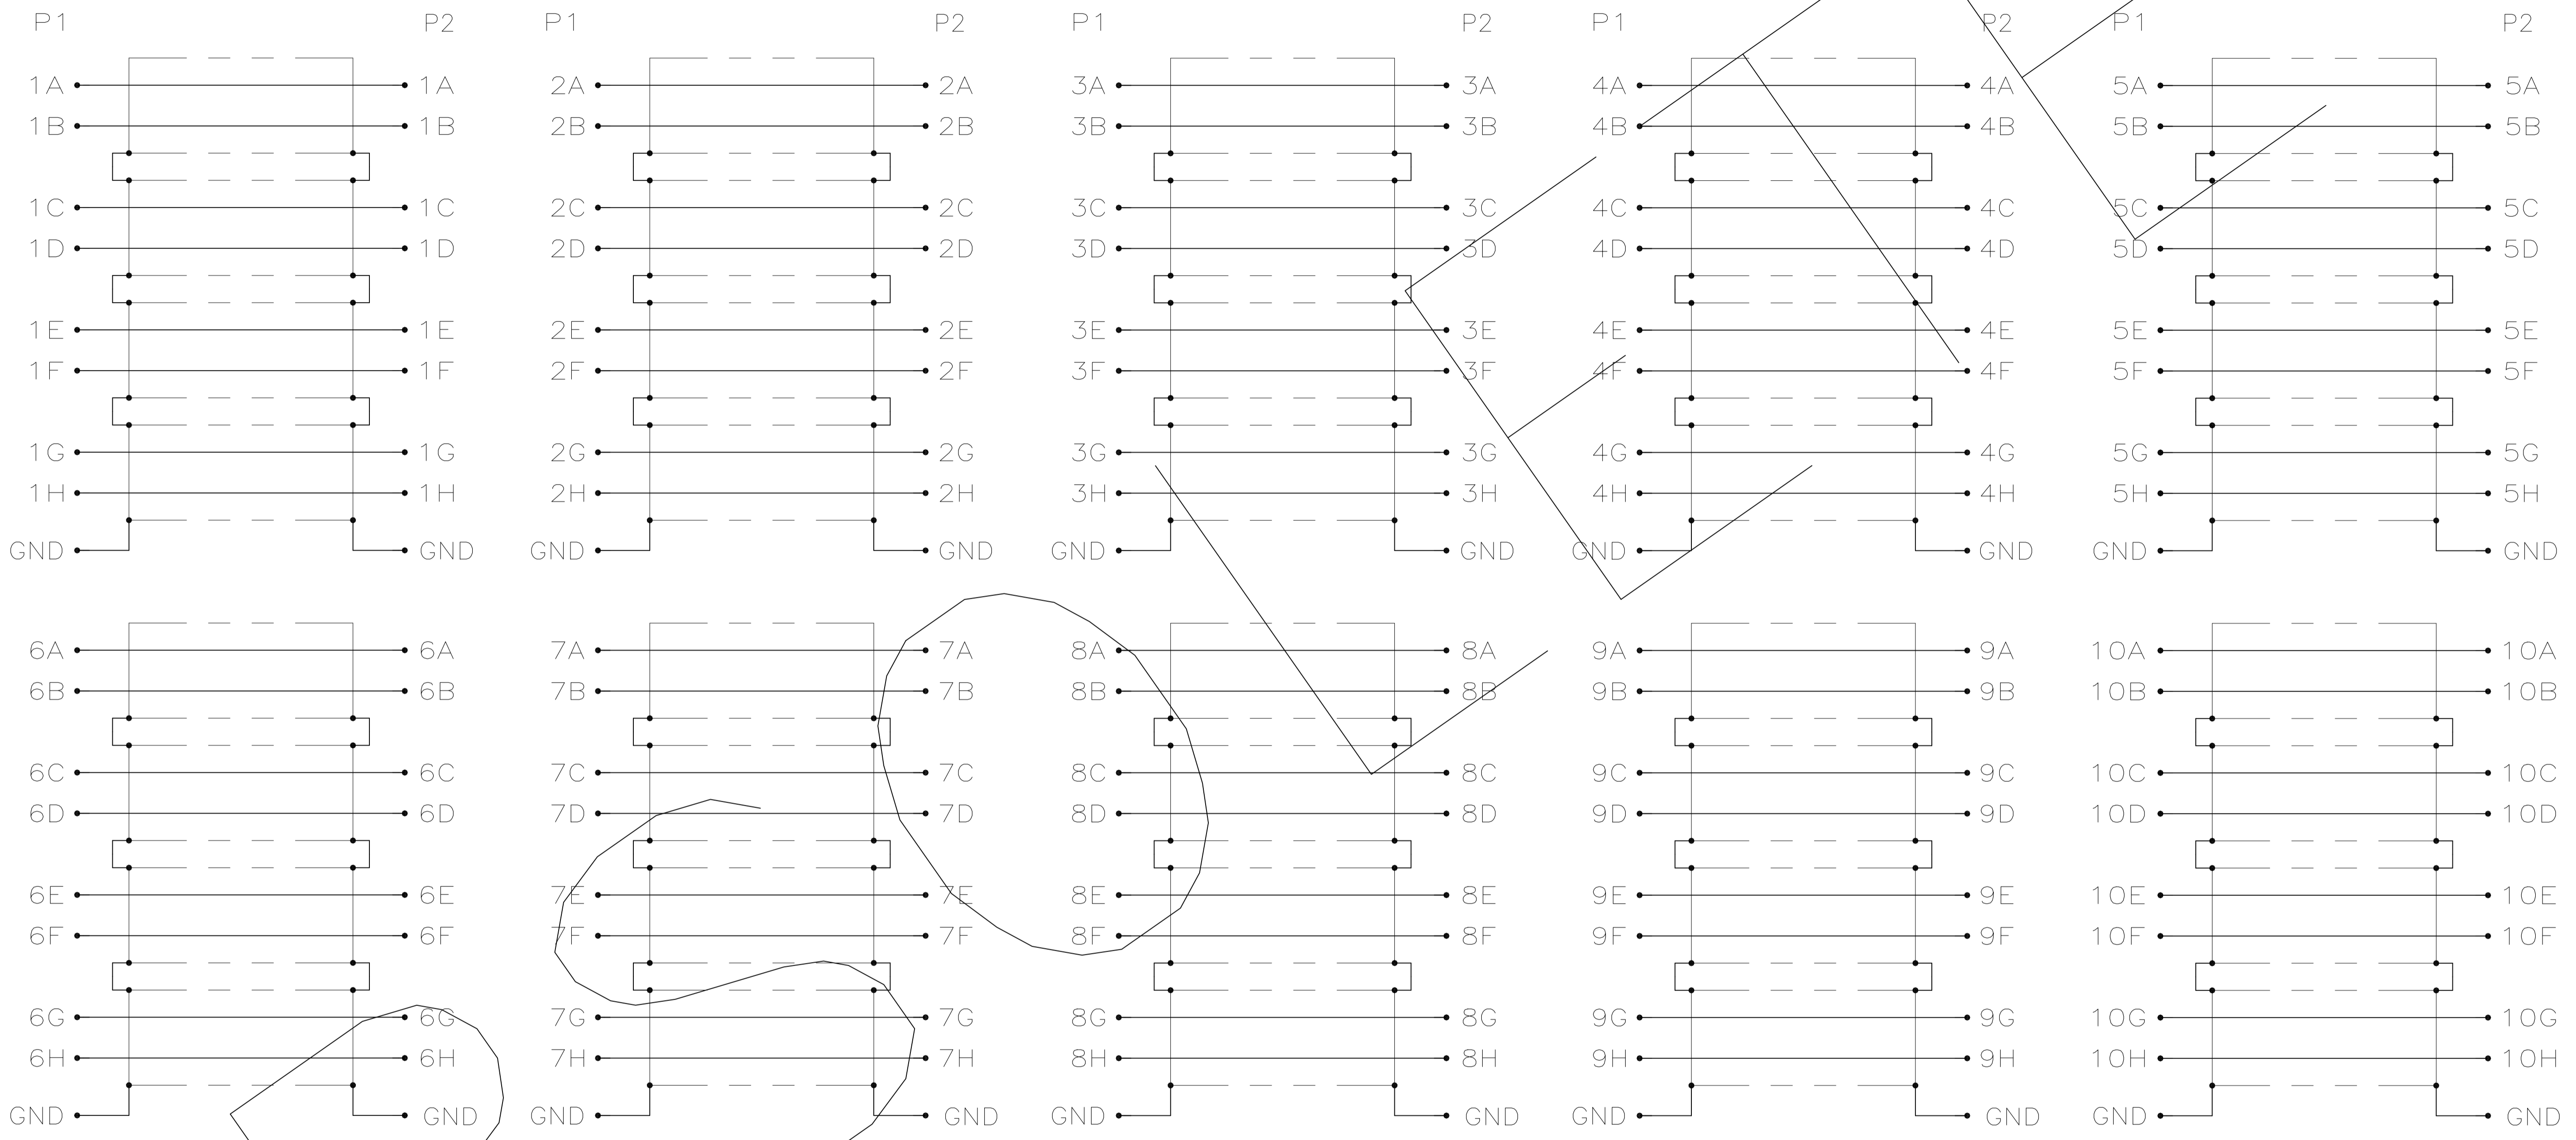 P1 P2 P1 P2 P1 P2 P1 P2 P1 P2
1A 1A 2A 2A 3A 3A 4A 4A 5A 5A
1B 1B 2B 2B 3B 3B 4B 4B 5B 5B
1C 1C 2C 2C 3C 3C 4C 4C 5C 5C
1D 1D 2D 2D 3D 3D 4D 4D 5D 5D
1E 1E 2E 2E 3E 3E 4E 4E 5E 5E
1F 1F 2F 2F 3F 3F 4F 4F 5F 5F
1G 1G 2G 2G 3G 3G 4G 4G 5G 5G
1H 1H 2H 2H 3H 3H 4H 4H 5H 5H
GND GND GND GND GND GND GND GND GND GND
6A 6A 7A 7A 8A 8A 9A 9A 10A 10A
6B 6B 7B 7B 8B 8B 9B 9B 10B 10B
6C 6C 7C 7C 8C 8C 9C 9C 10C 10C
6D 6D 7D 7D 8D 8D 9D 9D 10D 10D
6E 6E 7E 7E 8E 8E 9E 9E 10E 10E
6F 6F 7F 7F 8F 8F 9F 9F 10F 10F
6G 6G 7G 7G 8G 8G 9G 9G 10G 10G
6H 6H 7H 7H 8H 8H 9H 9H 10H 10H
GND GND GND GND GND GND GND GND GND GND